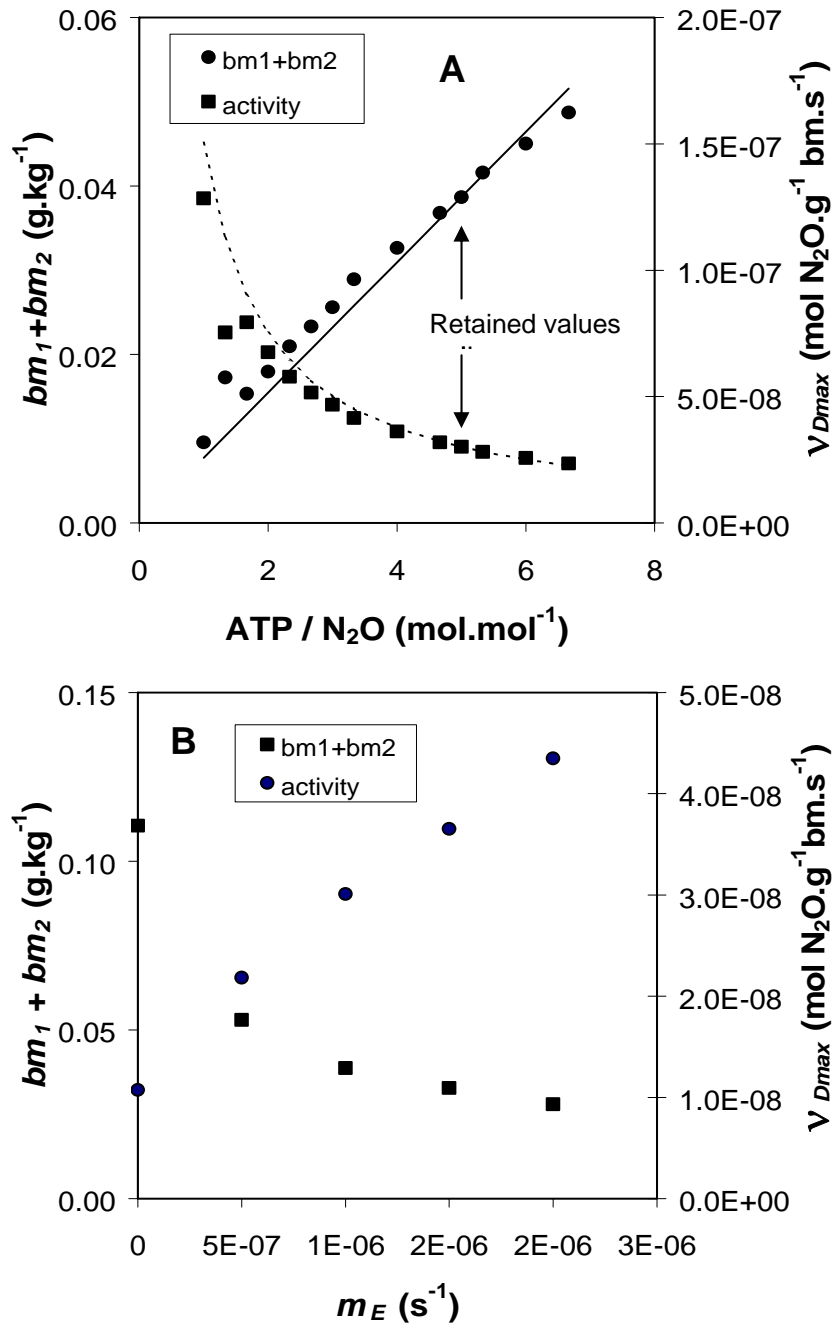 0.06
0.04
0.02
0.00
bm₁+bm₂ (g.kg⁻¹)
bm1+bm2
activity
A
Retained values
2.0E-07
1.5E-07
1.0E-07
5.0E-08
0.0E+00
νDmax (mol N₂O.g⁻¹ bm.s⁻¹)
0 2 4 6 8
ATP / N₂O (mol.mol⁻¹)
0.15
0.10
0.05
0.00
bm₁ + bm₂ (g.kg⁻¹)
B
bm1+bm2
activity
5.0E-08
4.0E-08
3.0E-08
2.0E-08
1.0E-08
0.0E+00
νDmax (mol N₂O.g⁻¹bm.s⁻¹)
0 5E-07 1E-06 2E-06 2E-06 3E-06
mE (s⁻¹)